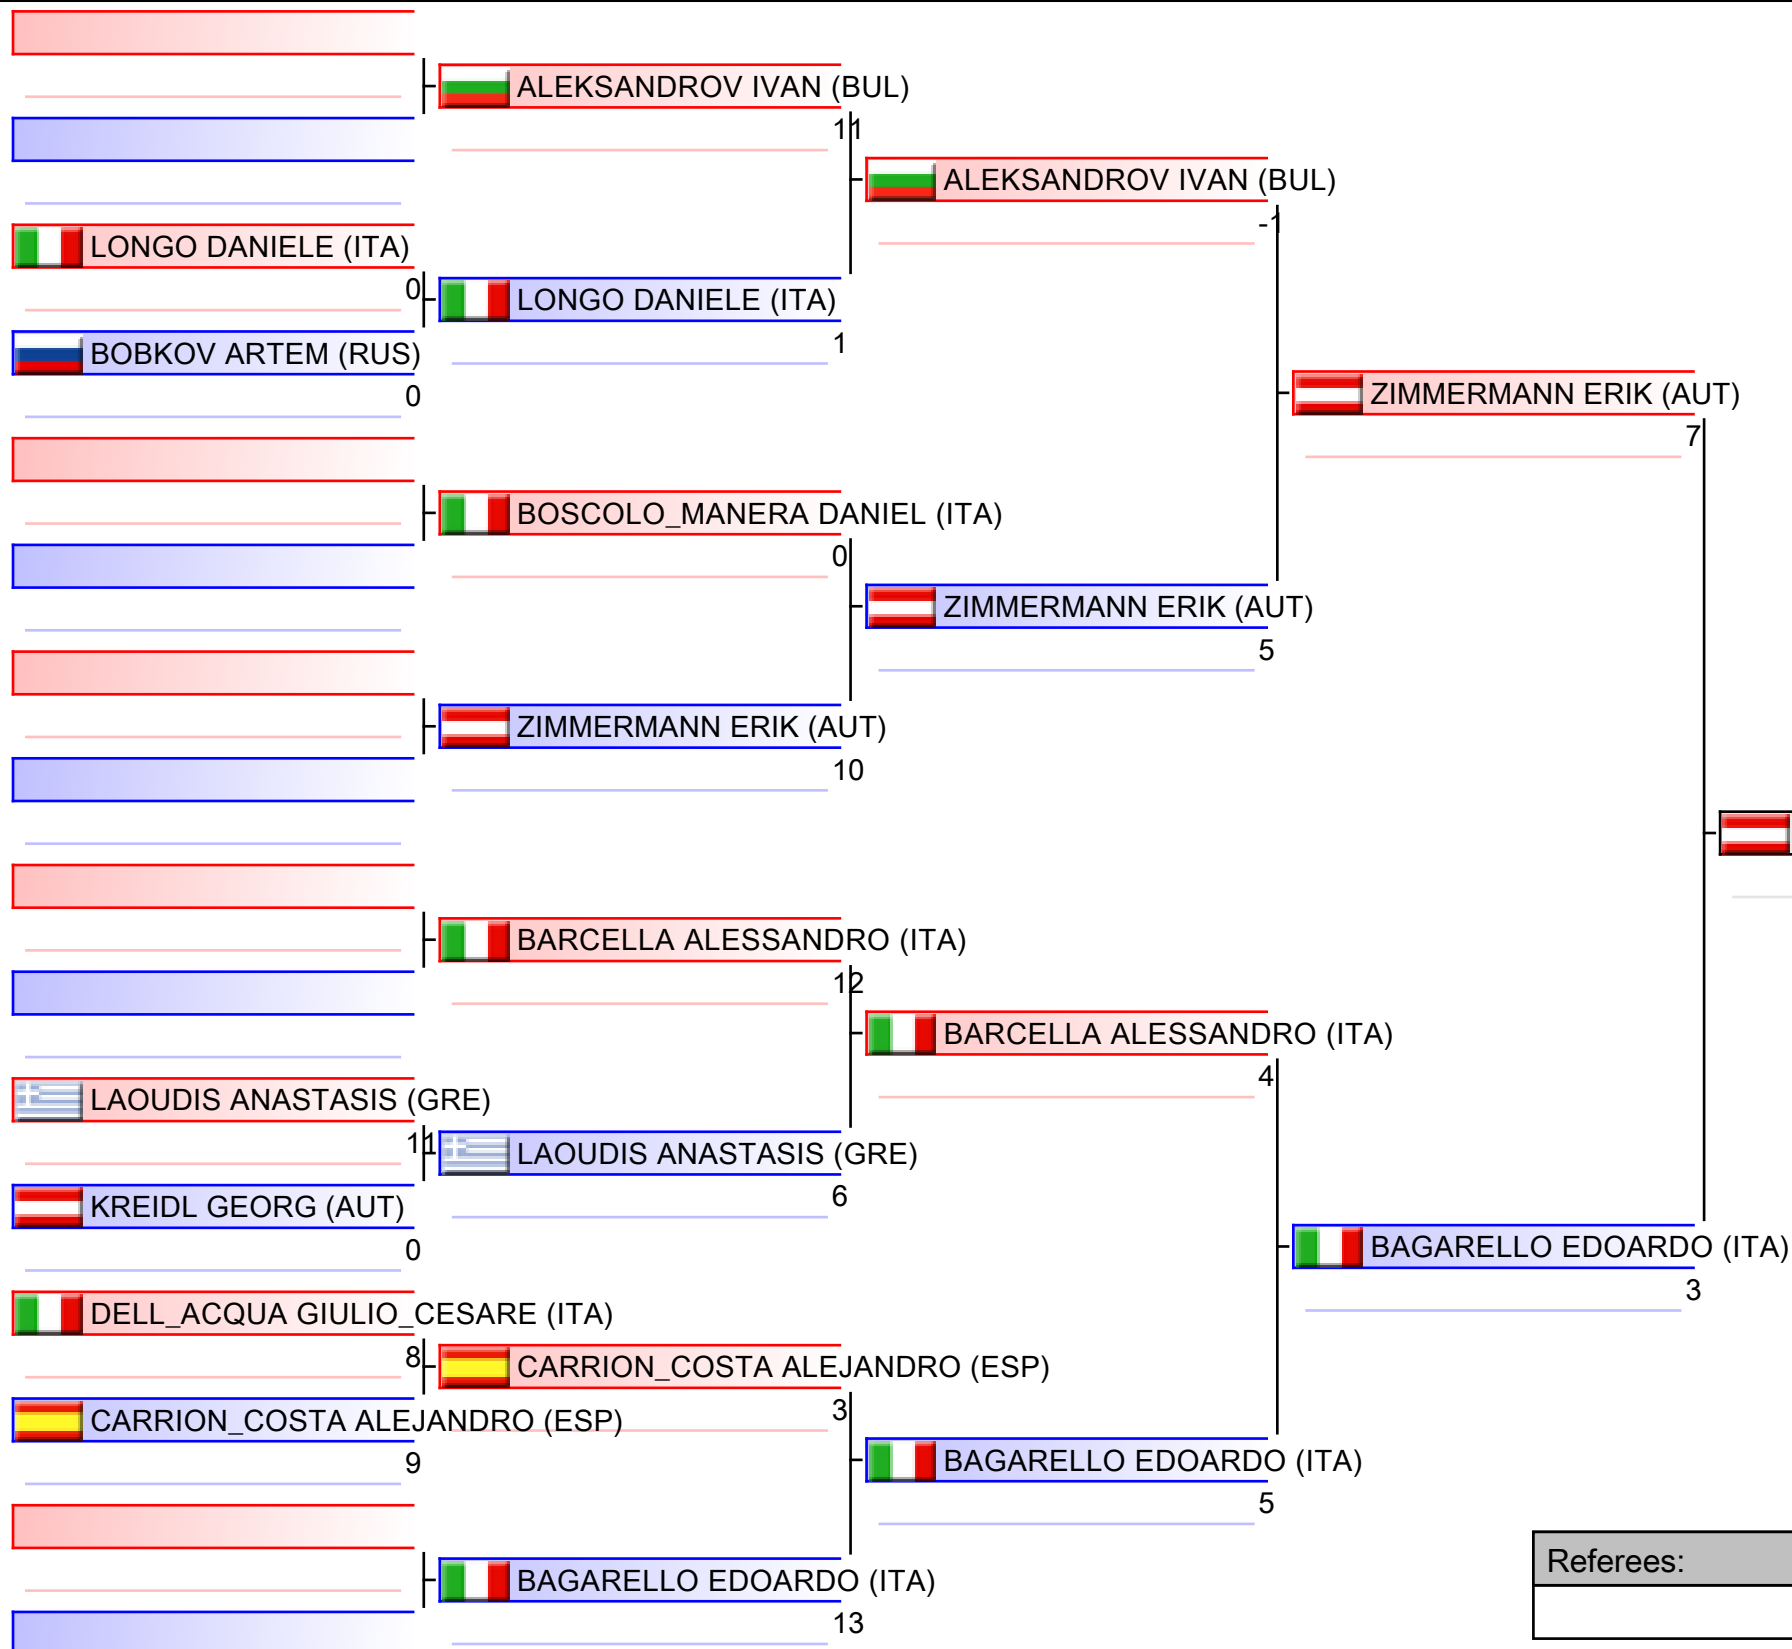 ALEKSANDROV IVAN (BUL)
11
ALEKSANDROV IVAN (BUL)
-1
LONGO DANIELE (ITA)
0
LONGO DANIELE (ITA)
1
BOBKOV ARTEM (RUS)
0
ZIMMERMANN ERIK (AUT)
7
BOSCOLO_MANERA DANIEL (ITA)
0
ZIMMERMANN ERIK (AUT)
5
ZIMMERMANN ERIK (AUT)
10
BARCELLA ALESSANDRO (ITA)
12
BARCELLA ALESSANDRO (ITA)
4
LAOUDIS ANASTASIS (GRE)
11
LAOUDIS ANASTASIS (GRE)
6
KREIDL GEORG (AUT)
0
BAGARELLO EDOARDO (ITA)
3
DELL_ACQUA GIULIO_CESARE (ITA)
8
CARRION_COSTA ALEJANDRO (ESP)
3
CARRION_COSTA ALEJANDRO (ESP)
9
BAGARELLO EDOARDO (ITA)
5
BAGARELLO EDOARDO (ITA)
13
Referees: